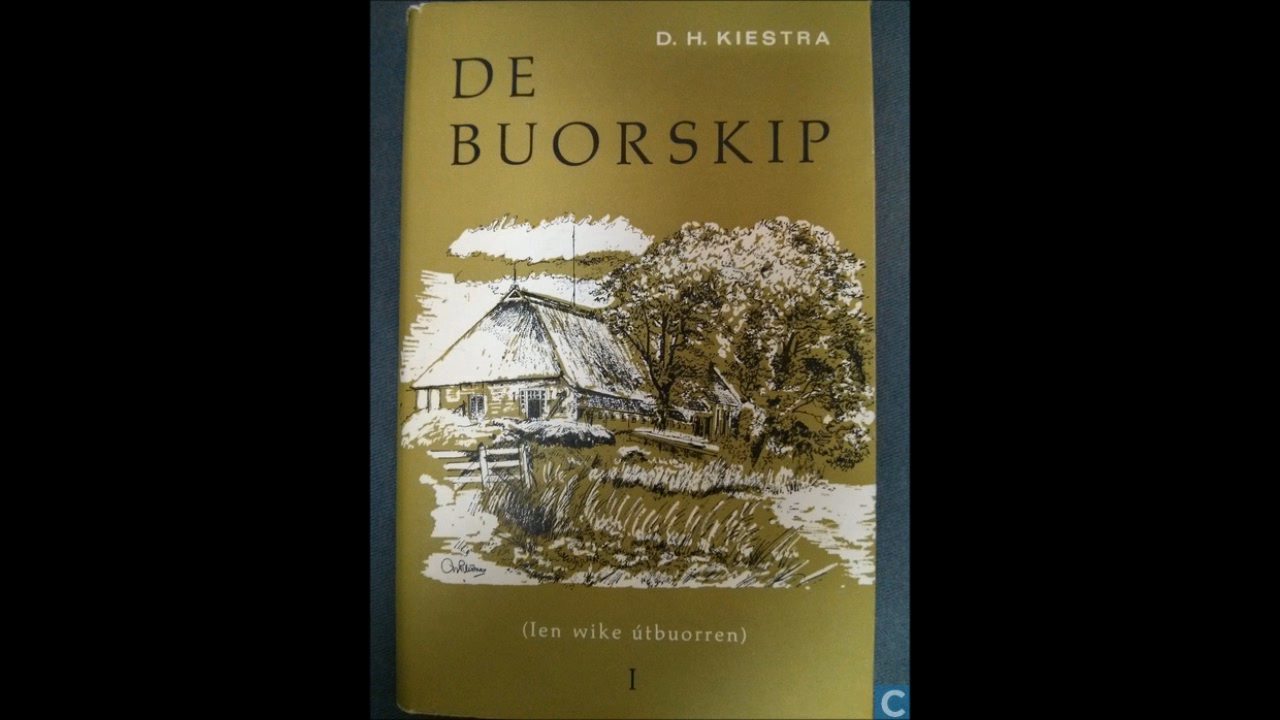 D. H. KIESTRA
DE
BUORSKIP
(Ien wike útbuorren)
I
C